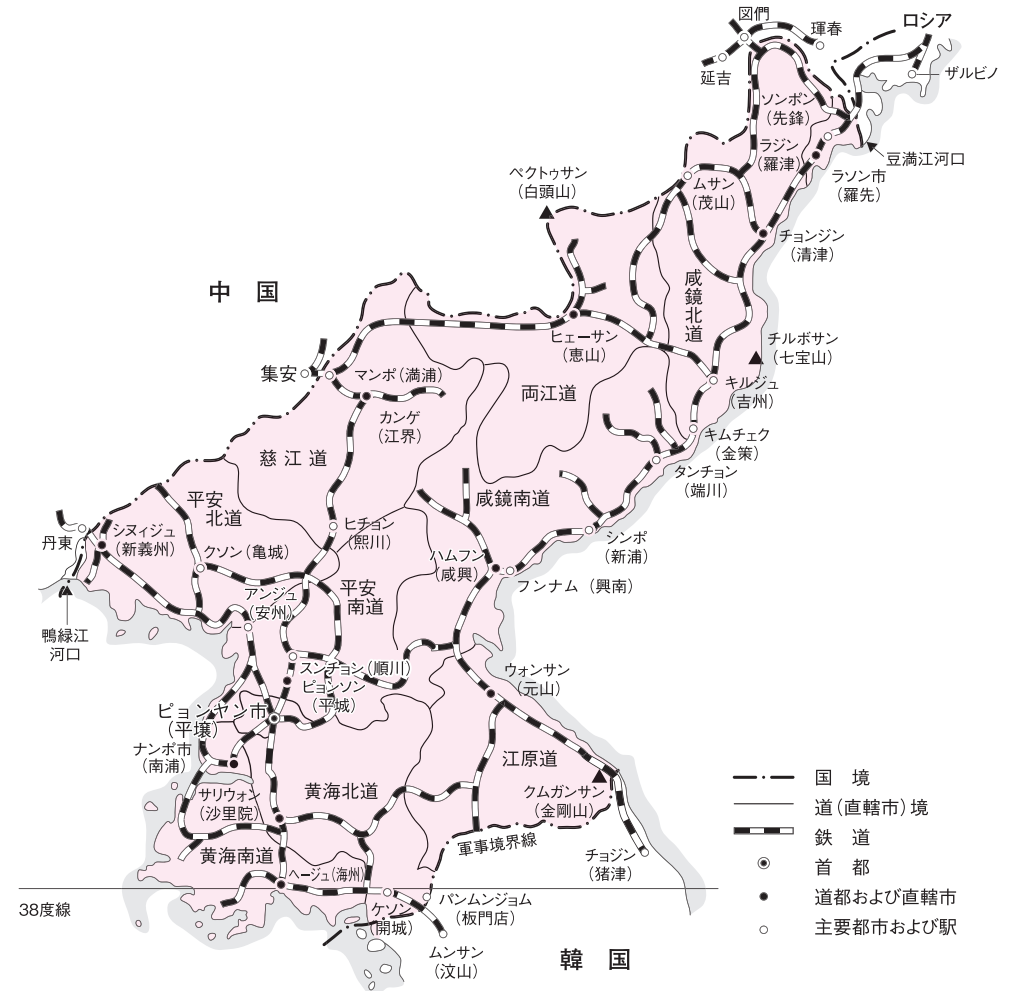 図們
琿春
ロシア
延吉
ザルビノ
ソンボン
(先鋒)
豆満江河口
ラジン
(羅津)
ラソン市
(羅先)
ペクトゥサン
(白頭山)
ムサン
(茂山)
チョンジン
(清津)
中 国
咸鏡北道
ヒェーサン
(恵山)
チルボサン
(七宝山)
集安
マンポ(満浦)
両江道
キルジュ
(吉州)
カンゲ
(江界)
キムチェク
(金策)
慈江道
タンチョン
(端川)
平安
北道
咸鏡南道
丹東
シヌィジュ
(新義州)
ヒチョン
(熙川)
シンポ
(新浦)
クソン(亀城)
ハムフン
(咸興)
フンナム(興南)
アンジュ
(安州)
平安
南道
鴨緑江
河口
スンチョン(順川)
ウォンサン
(元山)
ピョンソン
(平城)
ピョンヤン市
(平壌)
ナンポ市
(南浦)
江原道
サリウォン
(沙里院)
黄海北道
クムガンサン
(金剛山)
軍事境界線
チョジン
(猪津)
黄海南道
ヘージュ(海州)
38度線
ケソン
(開城)
パンムンジョム
(板門店)
ムンサン
(汶山)
韓 国
国 境
道(直轄市)境
鉄 道
首 都
道都および直轄市
主要都市および駅